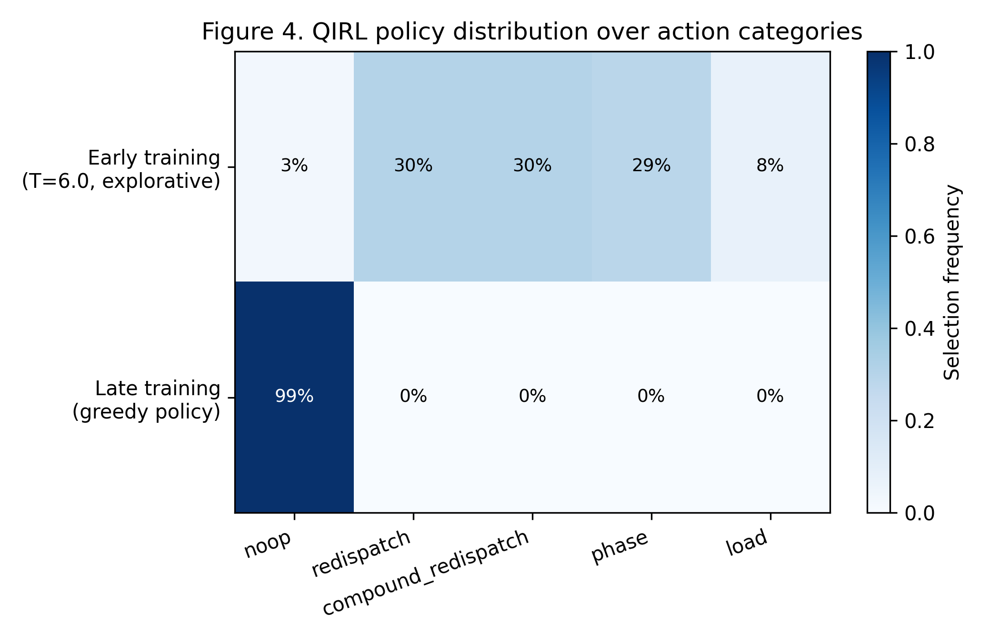 Figure 4. QIRL policy distribution over action categories
Early training
(T=6.0, explorative)
3%
30%
30%
29%
8%
Late training
(greedy policy)
99%
0%
0%
0%
0%
noop
redispatch
compound_redispatch
phase
load
1.0
0.8
0.6
0.4
0.2
0.0
Selection frequency